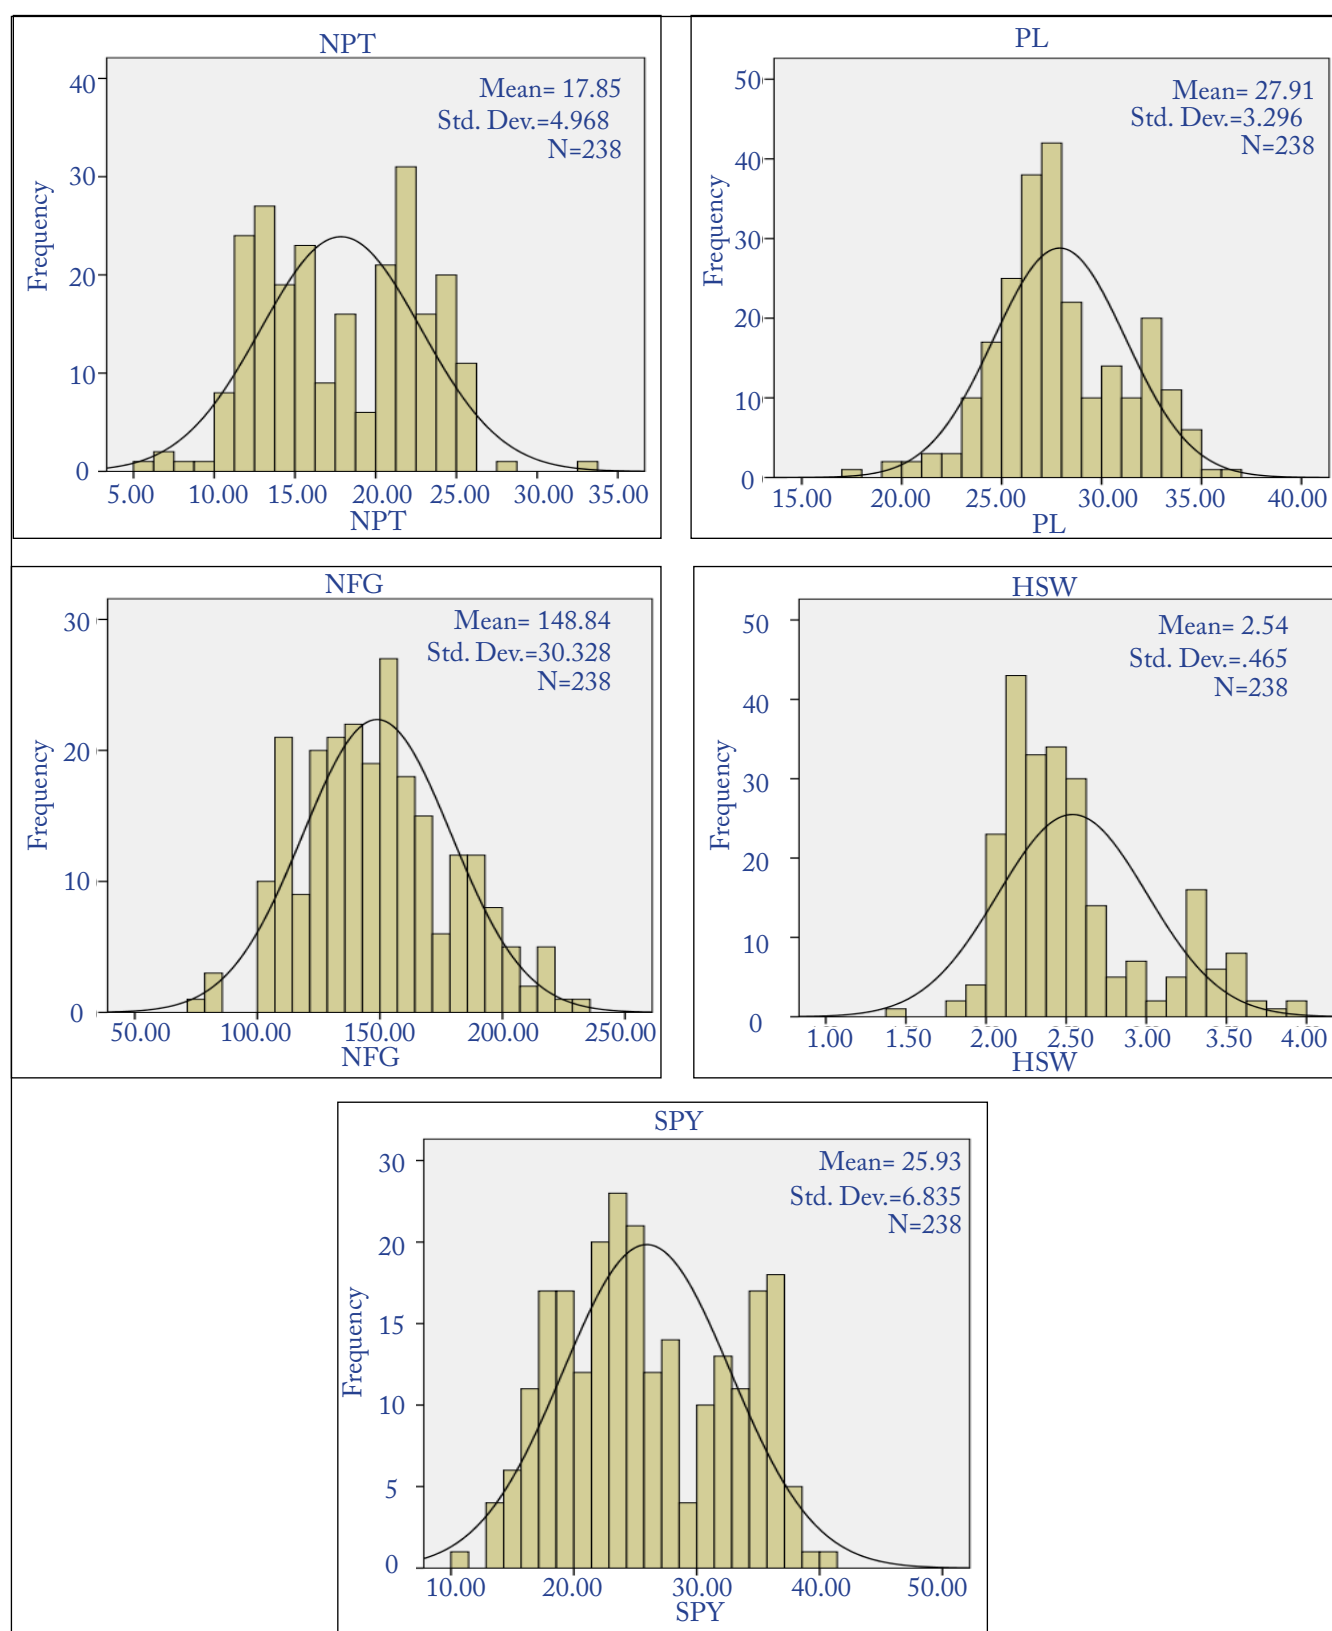 NPT
Mean= 17.85
Std. Dev.=4.968
N=238
40
30
20
10
0
Frequency
5.00 10.00 15.00 20.00 25.00 30.00 35.00
NPT
PL
Mean= 27.91
Std. Dev.=3.296
N=238
50
40
30
20
10
0
Frequency
15.00 20.00 25.00 30.00 35.00 40.00
PL
NFG
Mean= 148.84
Std. Dev.=30.328
N=238
30
20
10
0
Frequency
50.00 100.00 150.00 200.00 250.00
NFG
HSW
Mean= 2.54
Std. Dev.=.465
N=238
50
40
30
20
10
0
Frequency
1.00 1.50 2.00 2.50 3.00 3.50 4.00
HSW
SPY
Mean= 25.93
Std. Dev.=6.835
N=238
30
20
15
10
5
0
Frequency
10.00 20.00 30.00 40.00 50.00
SPY